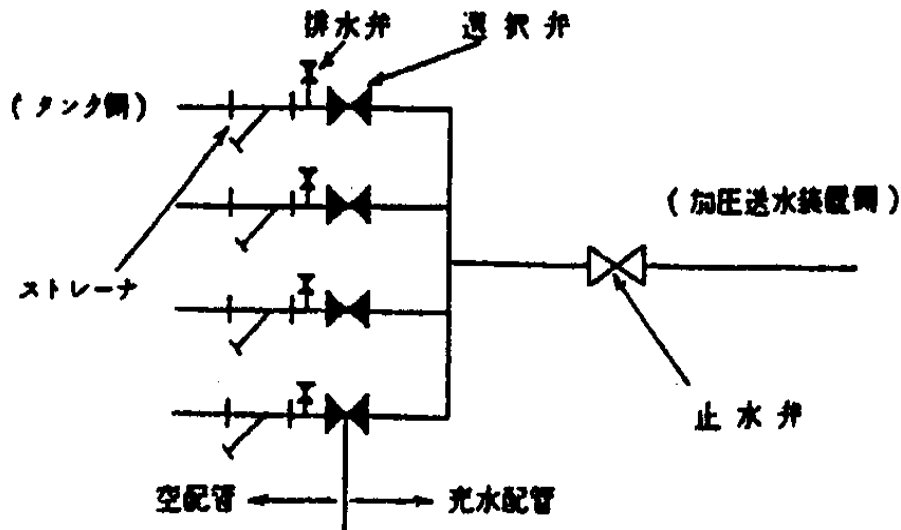 排水弁
選択弁
(タンク側)
(加圧送水装置側)
ストレーナ
止水弁
空配管
充水配管